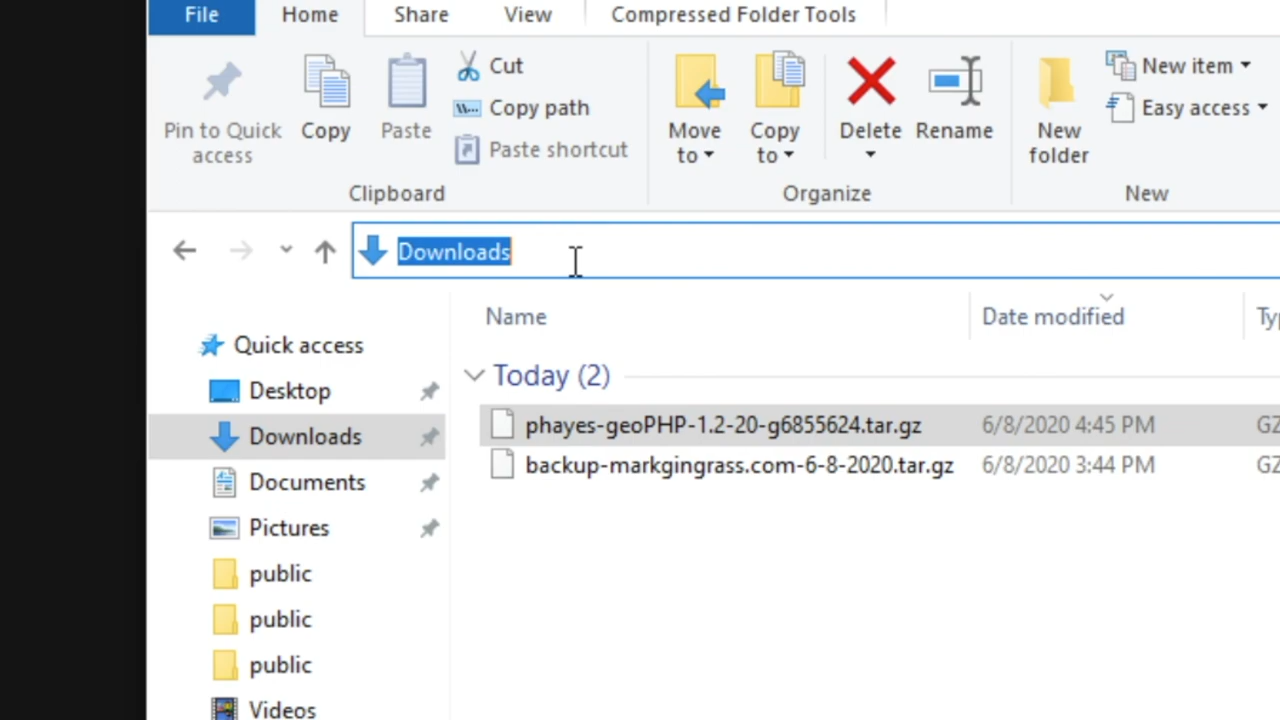 File
Home
Share
View
Compressed Folder Tools
Pin to Quick access
Copy
Paste
Cut
Copy path
Paste shortcut
Move to
Copy to
Delete
Rename
New folder
New item
Easy access
Clipboard
Organize
New
Downloads
Name
Date modified
Quick access
Desktop
Downloads
Documents
Pictures
public
public
public
Videos
Today (2)
phayes-geoPHP-1.2-20-g6855624.tar.gz 6/8/2020 4:45 PM GZ
backup-markgingrass.com-6-8-2020.tar.gz 6/8/2020 3:44 PM GZ